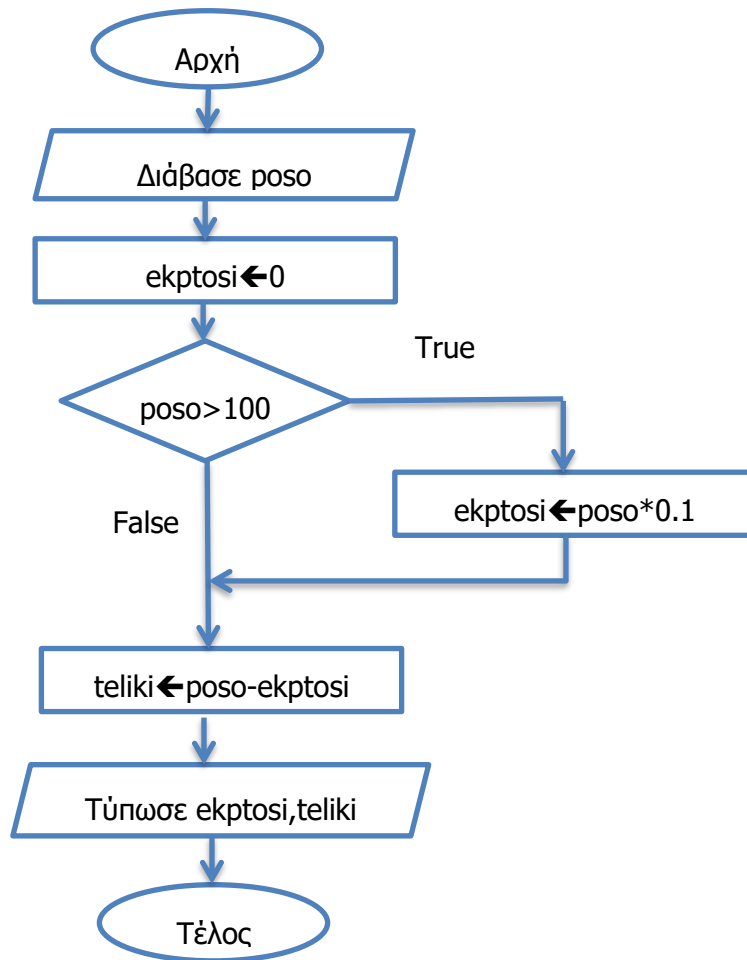 Αρχή
Διάβασε poso
ekptosi🡸0
True
poso>100
ekptosi🡸poso*0.1
False
teliki🡸poso-ekptosi
Τύπωσε ekptosi,teliki
Τέλος